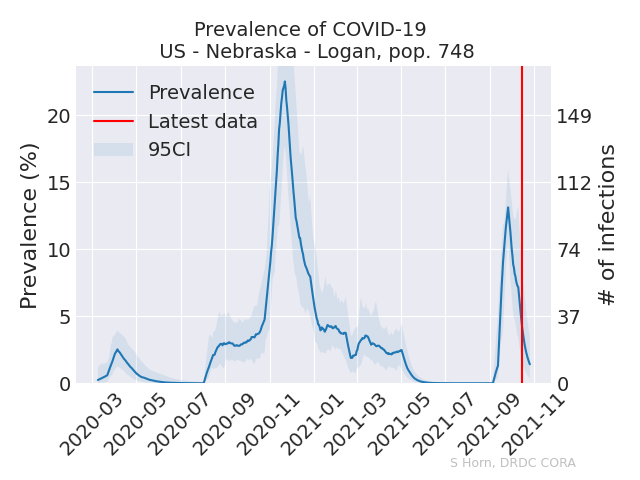 Prevalence of COVID-19
US - Nebraska - Logan, pop. 748
Prevalence
Latest data
95CI
Prevalence (%)
20
15
10
5
0
149
112
74
37
0
# of infections
2020-03
2020-05
2020-07
2020-09
2020-11
2021-01
2021-03
2021-05
2021-07
2021-09
2021-11
S Horn, DRDC CORA